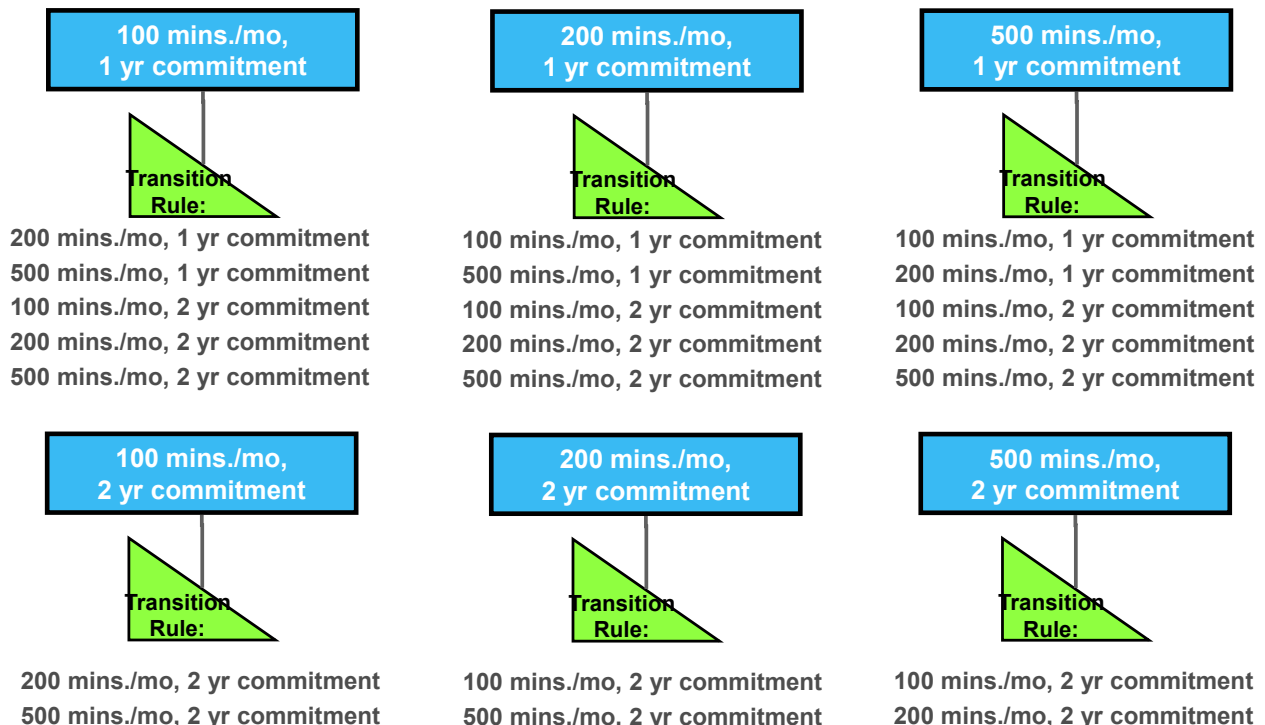 100 mins./mo,
1 yr commitment
Transition
Rule:
200 mins./mo, 1 yr commitment
500 mins./mo, 1 yr commitment
100 mins./mo, 2 yr commitment
200 mins./mo, 2 yr commitment
500 mins./mo, 2 yr commitment
200 mins./mo,
1 yr commitment
Transition
Rule:
100 mins./mo, 1 yr commitment
500 mins./mo, 1 yr commitment
100 mins./mo, 2 yr commitment
200 mins./mo, 2 yr commitment
500 mins./mo, 2 yr commitment
500 mins./mo,
1 yr commitment
Transition
Rule:
100 mins./mo, 1 yr commitment
200 mins./mo, 1 yr commitment
100 mins./mo, 2 yr commitment
200 mins./mo, 2 yr commitment
500 mins./mo, 2 yr commitment
100 mins./mo,
2 yr commitment
Transition
Rule:
200 mins./mo, 2 yr commitment
500 mins./mo, 2 yr commitment
200 mins./mo,
2 yr commitment
Transition
Rule:
100 mins./mo, 2 yr commitment
500 mins./mo, 2 yr commitment
500 mins./mo,
2 yr commitment
Transition
Rule:
100 mins./mo, 2 yr commitment
200 mins./mo, 2 yr commitment